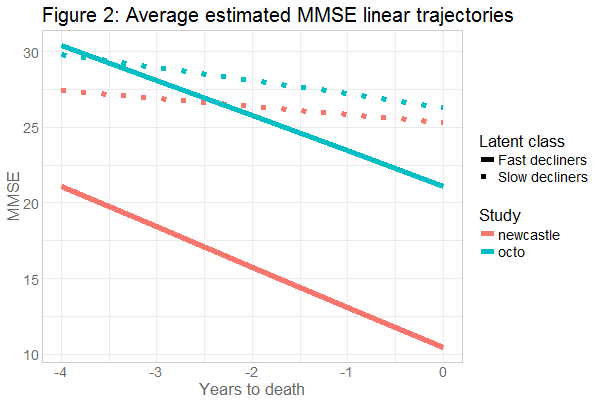 Figure 2: Average estimated MMSE linear trajectories
30
25
20
15
10
MMSE
-4 -3 -2 -1 0
Years to death
Latent class
Fast decliners
Slow decliners
Study
newcastle
octo